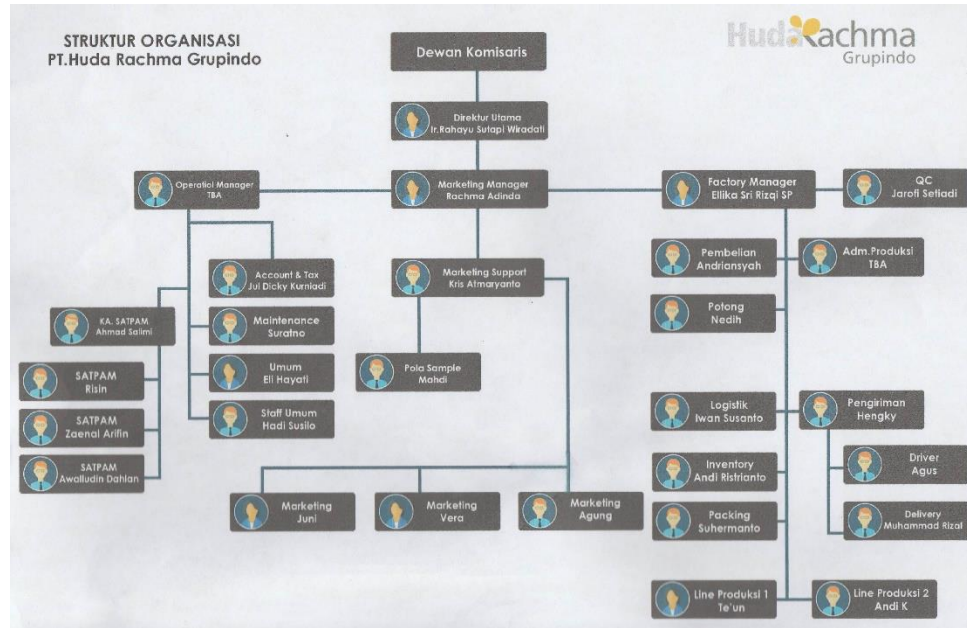 STRUKTUR ORGANISASI
PT.Huda Rachma Grupindo
HudaRachma
Grupindo
Dewan Komisaris
Direktur Utama
Ir.Rahayu Sutapi Wiradati
Operatiol Manager
TBA
Marketing Manager
Rachma Adinda
Factory Manager
Ellika Sri Rizqi SP
QC
Jarofi Setiadi
Account & Tax
Jul Dicky Kurniadi
Marketing Support
Kris Atmaryanto
Pembelian
Andriansyah
Adm.Produksi
TBA
KA. SATPAM
Ahmad Salimi
Maintenance
Suratno
Potong
Nedih
SATPAM
Risin
Umum
Eli Hayati
Pola Sample
Mahdi
SATPAM
Zaenal Arifin
Staff Umum
Hadi Susilo
Logistik
Iwan Susanto
Pengiriman
Hengky
SATPAM
Awalludin Dahlan
Inventory
Andi Ristrianto
Driver
Agus
Marketing
Juni
Marketing
Vera
Marketing
Agung
Packing
Suhermanto
Delivery
Muhammad Rizal
Line Produksi 1
Te'un
Line Produksi 2
Andi K